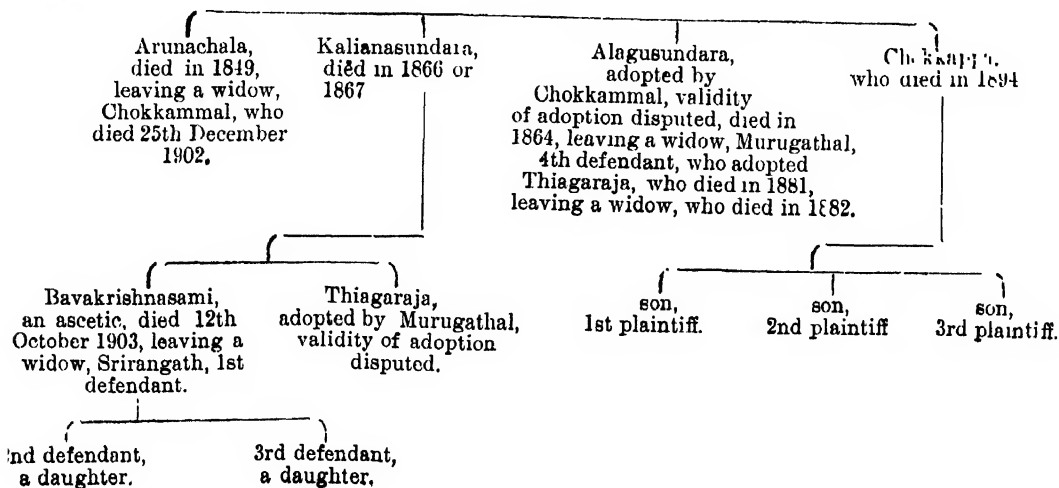 Arunachala,
died in 1849,
leaving a widow,
Chokkammal, who
died 25th December
1902.
Kalianasundara,
died in 1866 or
1867
Alagusundara,
adopted by
Chokkammal, validity
of adoption disputed, died in
1864, leaving a widow, Murugathal,
4th defendant, who adopted
Thiagaraja, who died in 1881,
leaving a widow, who died in 1882.
who died in 1894
Bavakrishnasami,
an ascetic, died 12th
October 1903, leaving a
widow, Srirangath, 1st
defendant.
Thiagaraja,
adopted by Murugathal,
validity of adoption
disputed.
son,
1st plaintiff.
son,
2nd plaintiff
son,
3rd plaintiff.
2nd defendant,
a daughter.
3rd defendant,
a daughter,